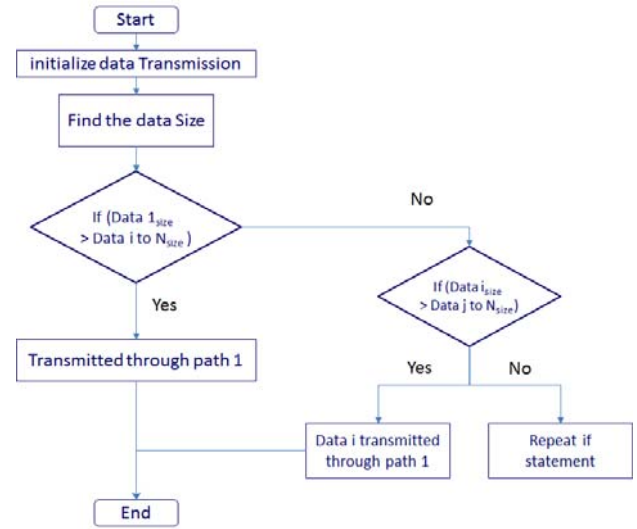 Start
initialize data Transmission
Find the data Size
If (Data 1size
> Data i to Nsize )
No
If (Data isize
> Data j to Nsize)
Yes
Transmitted through path 1
Yes
No
Data i transmitted
through path 1
Repeat if
statement
End